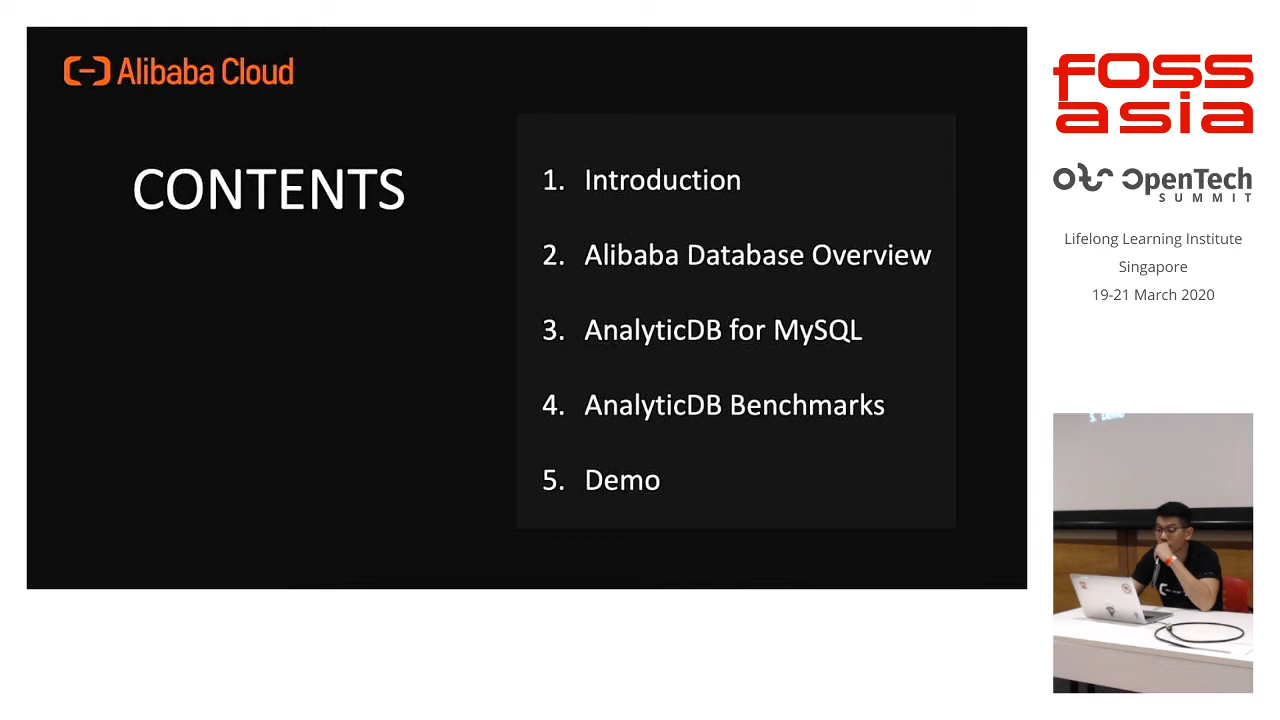 Alibaba Cloud
CONTENTS
1. Introduction
2. Alibaba Database Overview
3. AnalyticDB for MySQL
4. AnalyticDB Benchmarks
5. Demo
FOSS
asia
OpenTech
SUMMIT
Lifelong Learning Institute
Singapore
19-21 March 2020